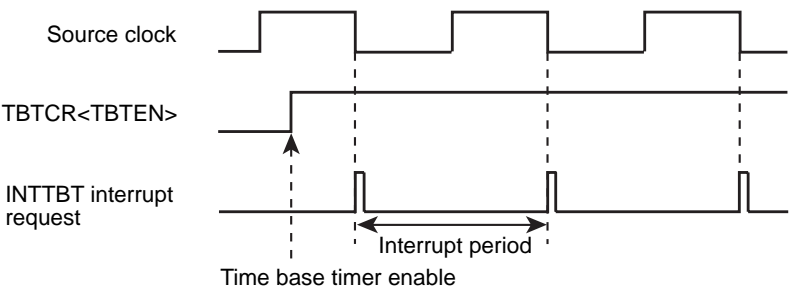 Source clock
TBTCR<TBTEN>
INTTBT interrupt
request
Interrupt period
Time base timer enable